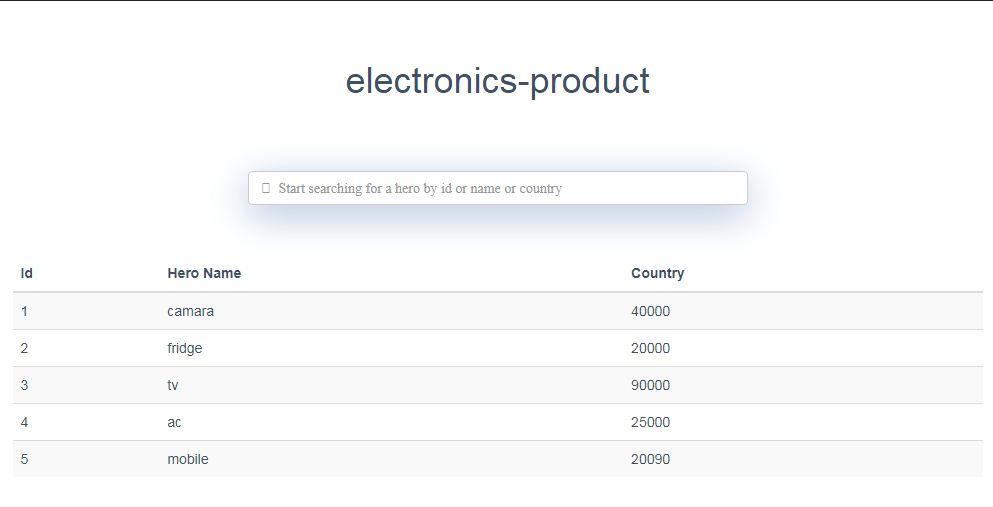 electronics-product
Start searching for a hero by id or name or country
Id Hero Name Country
1 camara 40000
2 fridge 20000
3 tv 90000
4 ac 25000
5 mobile 20090